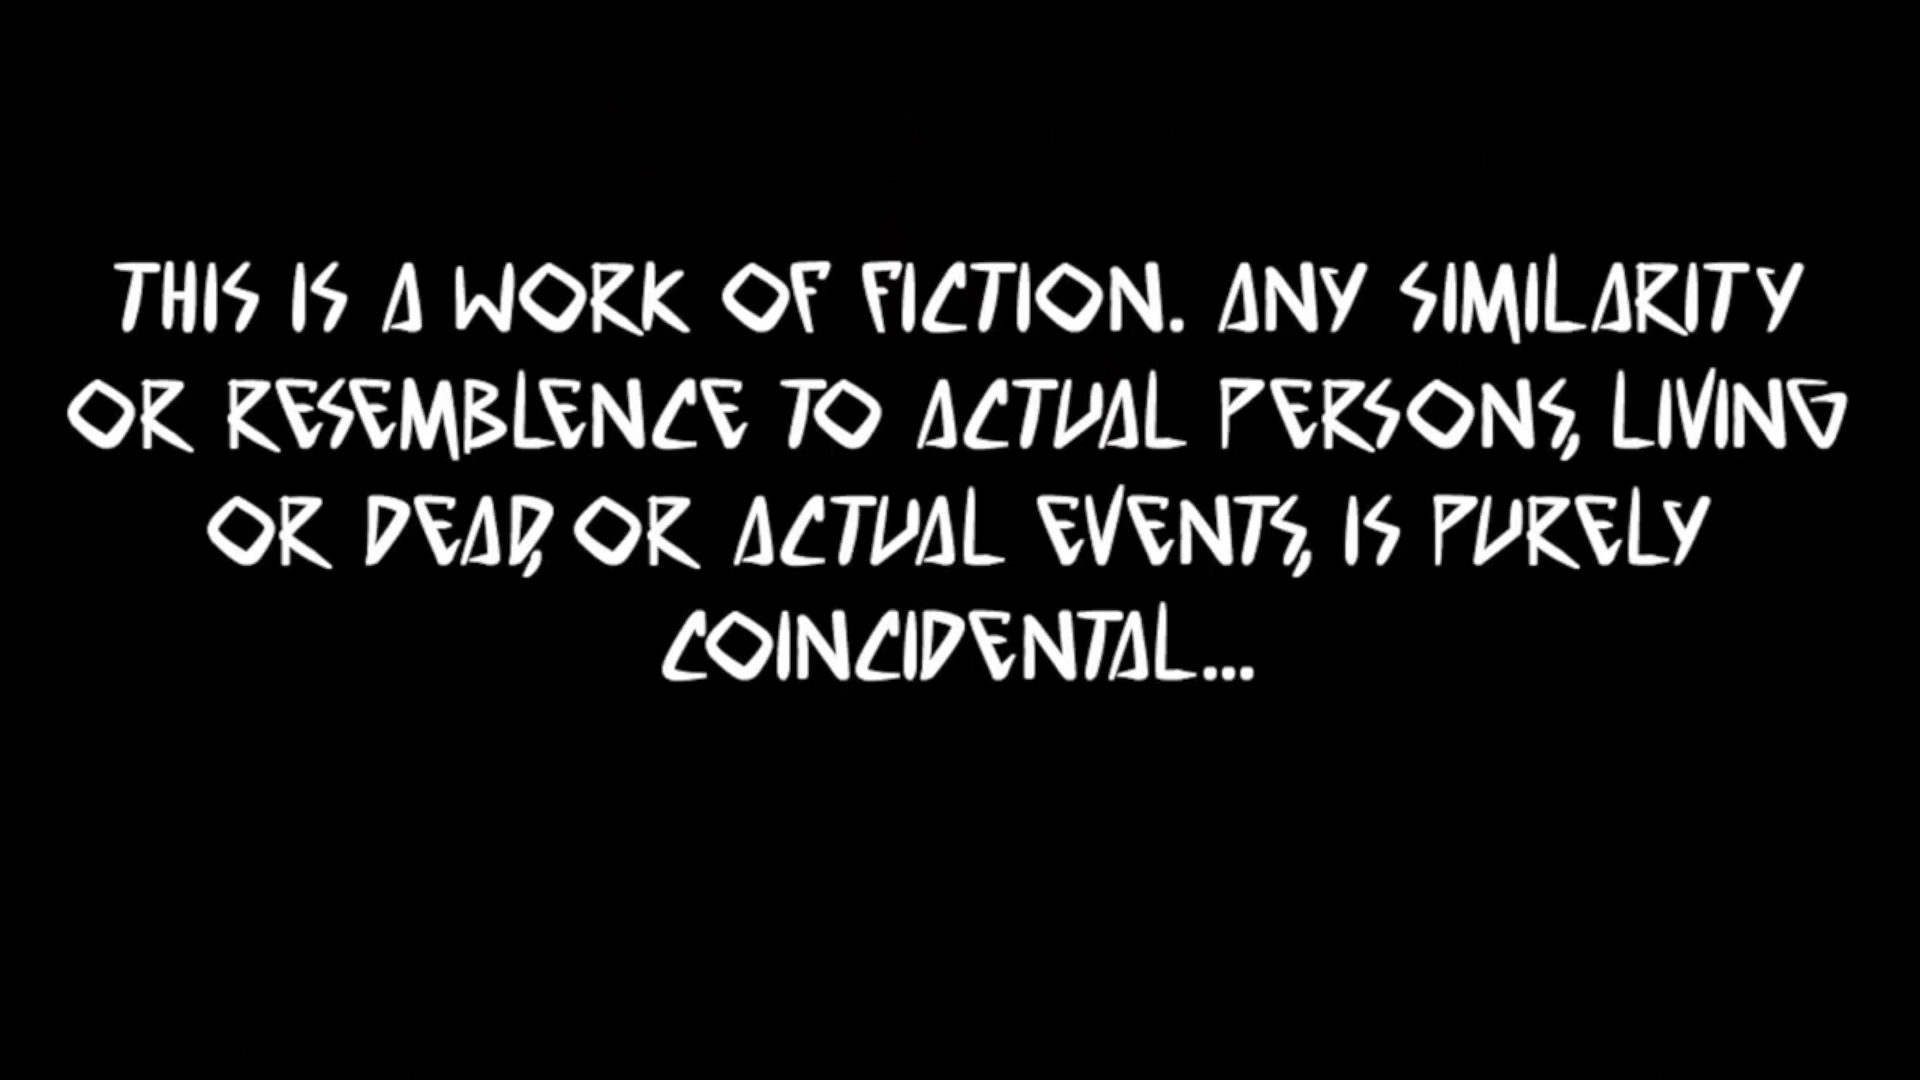 THIS IS A WORK OF FICTION. ANY SIMILARITY
OR RESEMBLENCE TO ACTUAL PERSONS, LIVING
OR DEAD, OR ACTUAL EVENTS, IS PURELY
COINCIDENTAL...